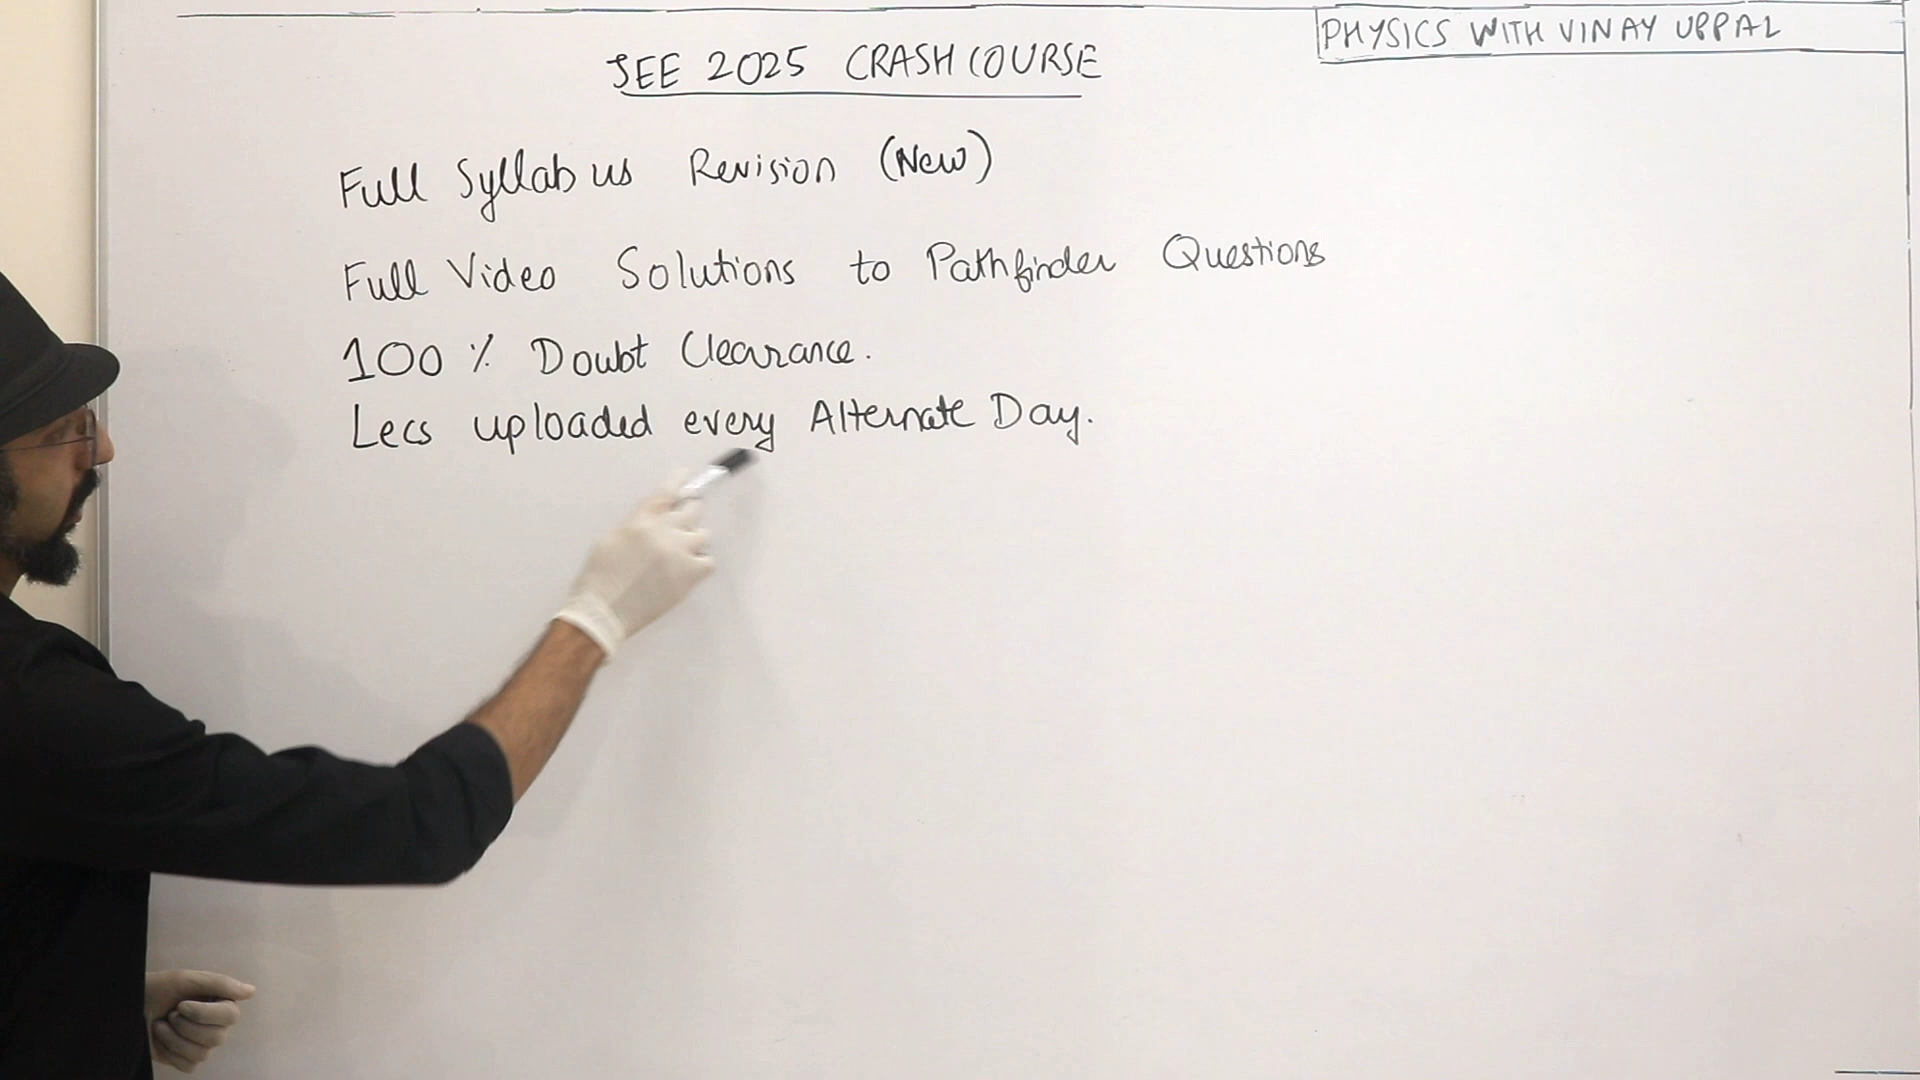 PHYSICS WITH VINAY UPPAL
JEE 2025 CRASH COURSE
Full Syllabus Revision (New)
Full Video Solutions to Pathfinder Questions
100 % Doubt Clearance.
Lecs uploaded every Alternate Day.